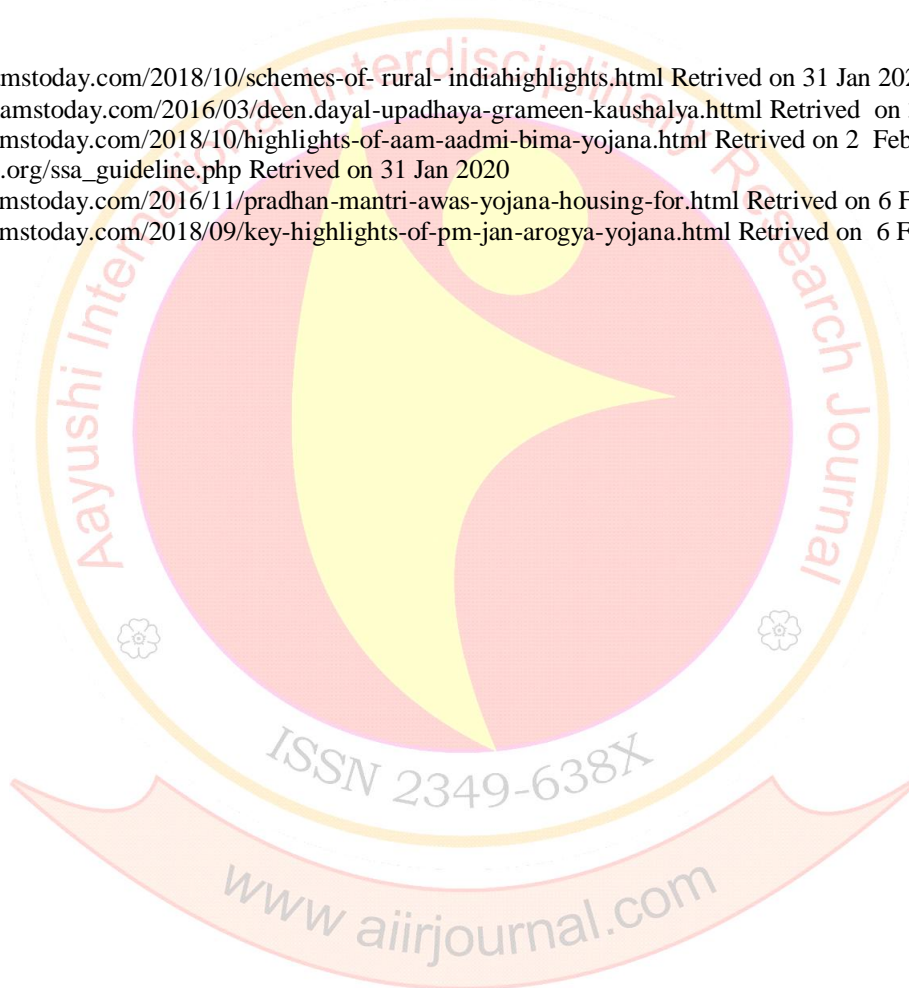 mstoday.com/2018/10/schemes-of- rural- indiahighlights.html Retrived on 31 Jan 202
amstoday.com/2016/03/deen.dayal-upadhaya-grameen-kaushalya.httml Retrived on
mstoday.com/2018/10/highlights-of-aam-aadmi-bima-yojana.html Retrived on 2 Feb
.org/ssa_guideline.php Retrived on 31 Jan 2020
mstoday.com/2016/11/pradhan-mantri-awas-yojana-housing-for.html Retrived on 6 F
mstoday.com/2018/09/key-highlights-of-pm-jan-arogya-yojana.html Retrived on 6 F
Aayushi International Interdisciplinary Research Journal
ISSN 2349-638X
www aiirjournal.com